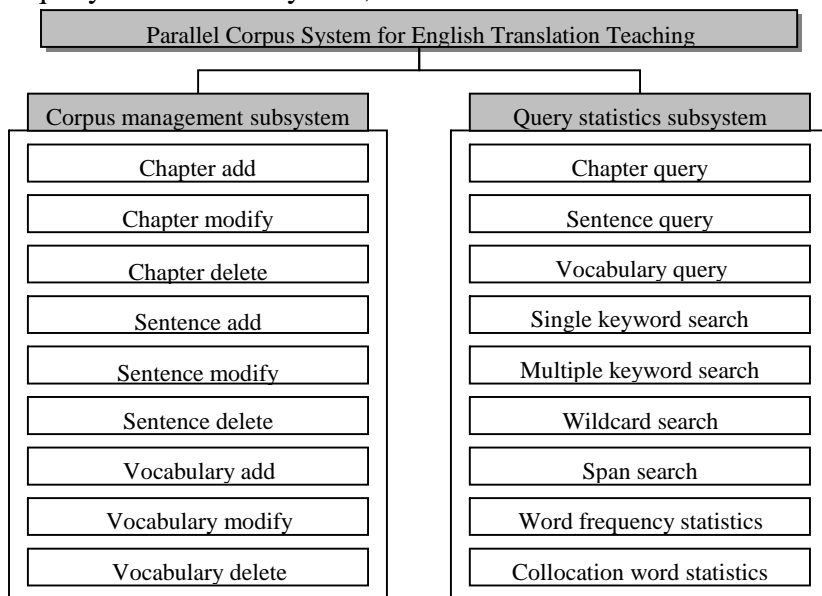 Parallel Corpus System for English Translation Teaching
Corpus management subsystem
Chapter add
Chapter modify
Chapter delete
Sentence add
Sentence modify
Sentence delete
Vocabulary add
Vocabulary modify
Vocabulary delete
Query statistics subsystem
Chapter query
Sentence query
Vocabulary query
Single keyword search
Multiple keyword search
Wildcard search
Span search
Word frequency statistics
Collocation word statistics